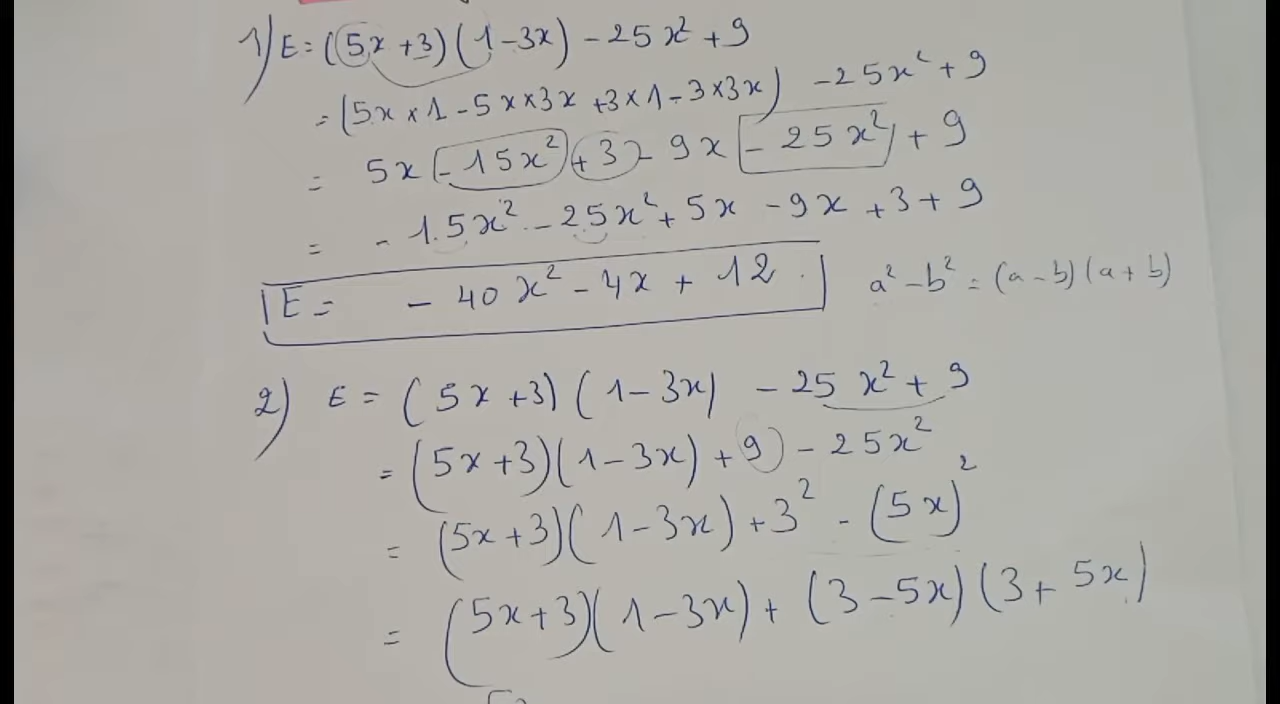 1) E = (5x + 3)(1 - 3x) - 25x² + 9
= (5x × 1 - 5x × 3x + 3 × 1 - 3 × 3x) - 25x² + 9
= 5x - 15x² + 3 - 9x - 25x² + 9
= - 15x² - 25x² + 5x - 9x + 3 + 9
E = - 40x² - 4x + 12.
a² - b² = (a - b)(a + b)
2) E = (5x + 3)(1 - 3x) - 25x² + 9
= (5x + 3)(1 - 3x) + 9 - 25x²
= (5x + 3)(1 - 3x) + 3² - (5x)²
= (5x + 3)(1 - 3x) + (3 - 5x)(3 + 5x)